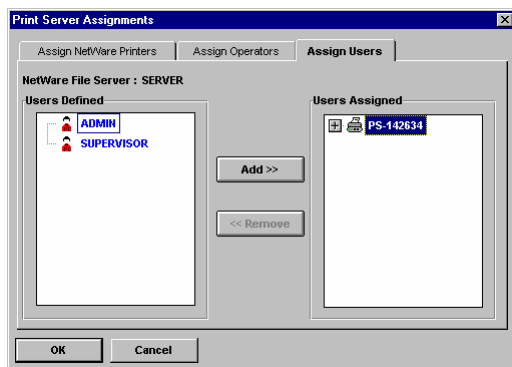 Print Server Assignments
Assign NetWare Printers
Assign Operators
Assign Users
NetWare File Server : SERVER
Users Defined
ADMIN
SUPERVISOR
Add >>
<< Remove
Users Assigned
PS-142634
OK
Cancel